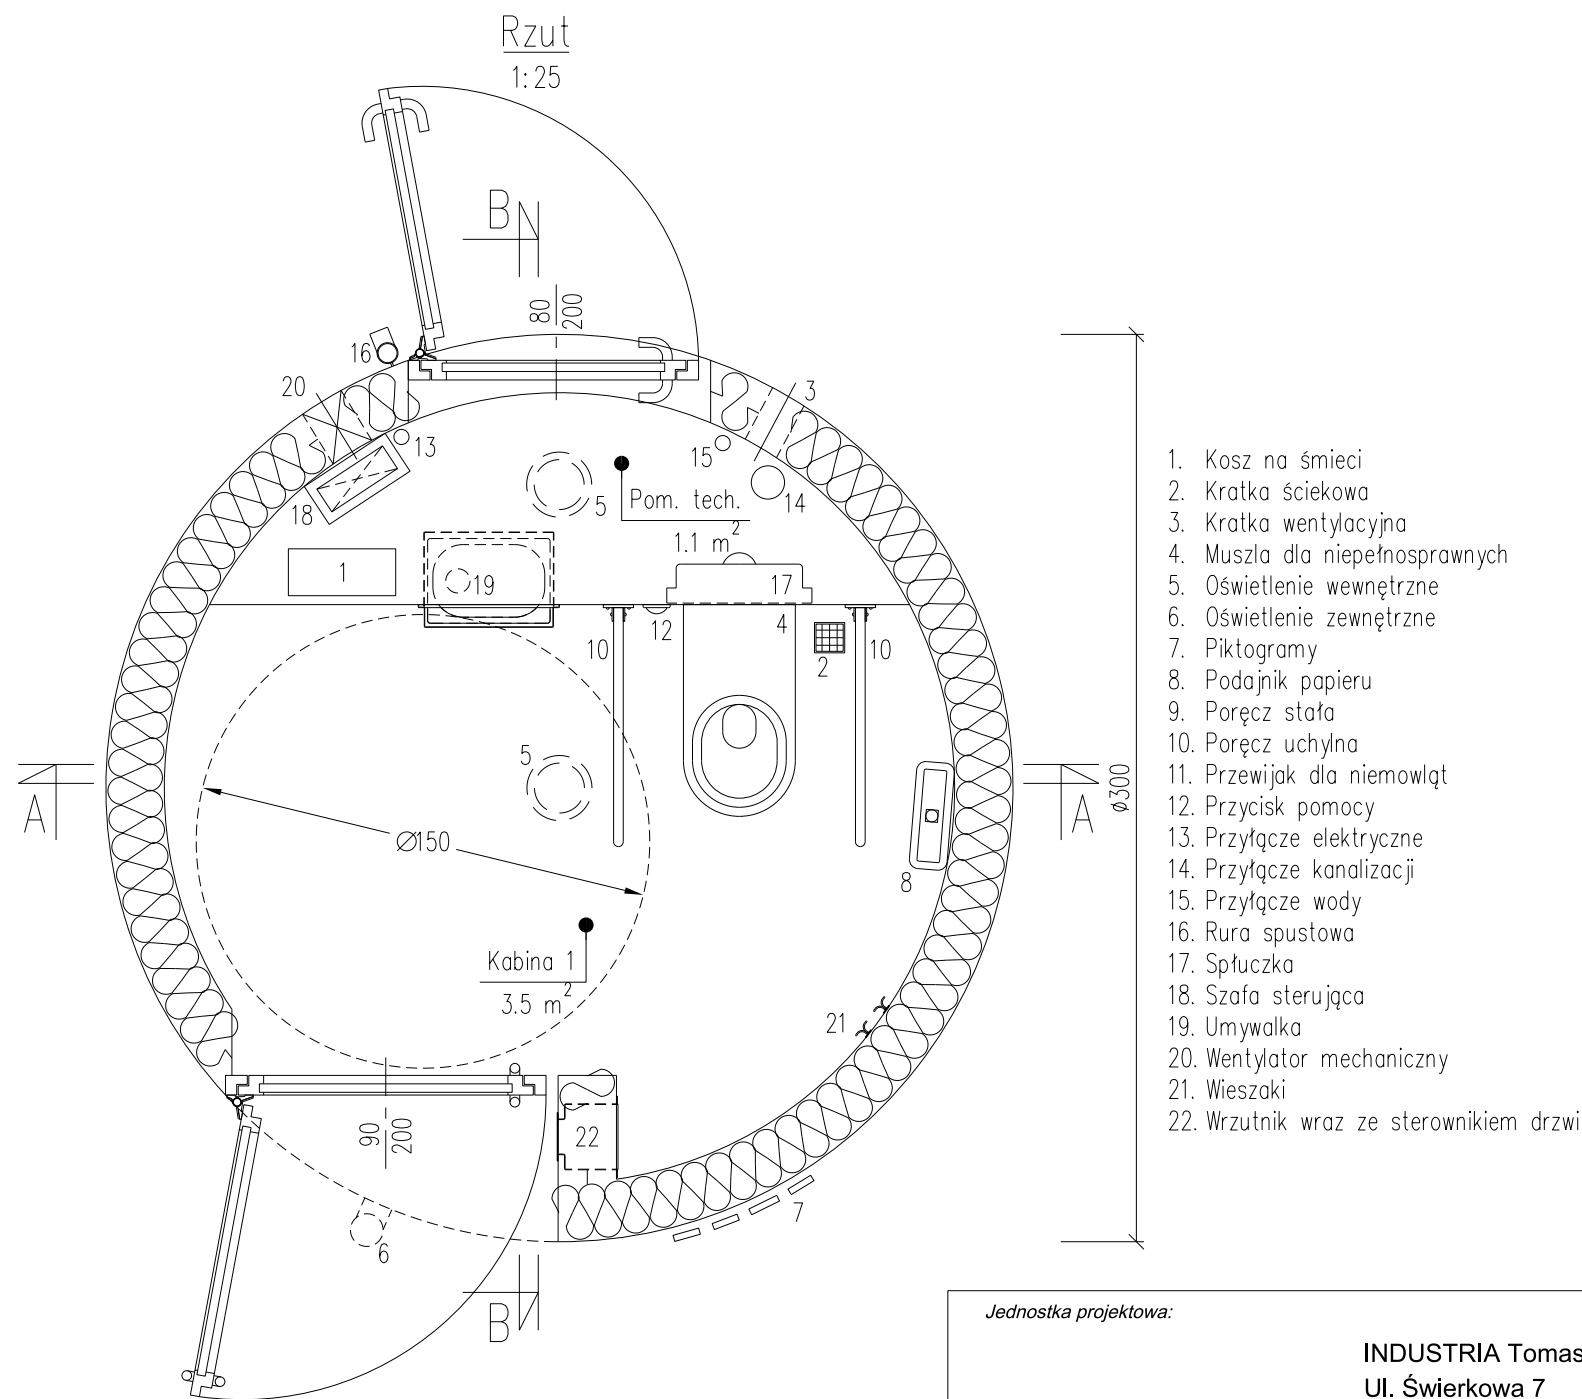 Rzut
1:25
B
80
200
16
20
3
13
15
14
5
Pom. tech.
1.1 m²
18
1
19
17
4
12
10
2
10
5
A
A
Ø150
ø300
8
Kabina 1
3.5 m²
21
90
200
22
7
6
B
1. Kosz na śmieci
2. Kratka ściekowa
3. Kratka wentylacyjna
4. Muszla dla niepełnosprawnych
5. Oświetlenie wewnętrzne
6. Oświetlenie zewnętrzne
7. Piktogramy
8. Podajnik papieru
9. Poręcz stała
10. Poręcz uchylna
11. Przewijak dla niemowląt
12. Przycisk pomocy
13. Przyłącze elektryczne
14. Przyłącze kanalizacji
15. Przyłącze wody
16. Rura spustowa
17. Spłuczka
18. Szafa sterująca
19. Umywalka
20. Wentylator mechaniczny
21. Wieszaki
22. Wrzutnik wraz ze sterownikiem drzwi
Jednostka projektowa:
INDUSTRIA Tomas
Ul. Świerkowa 7